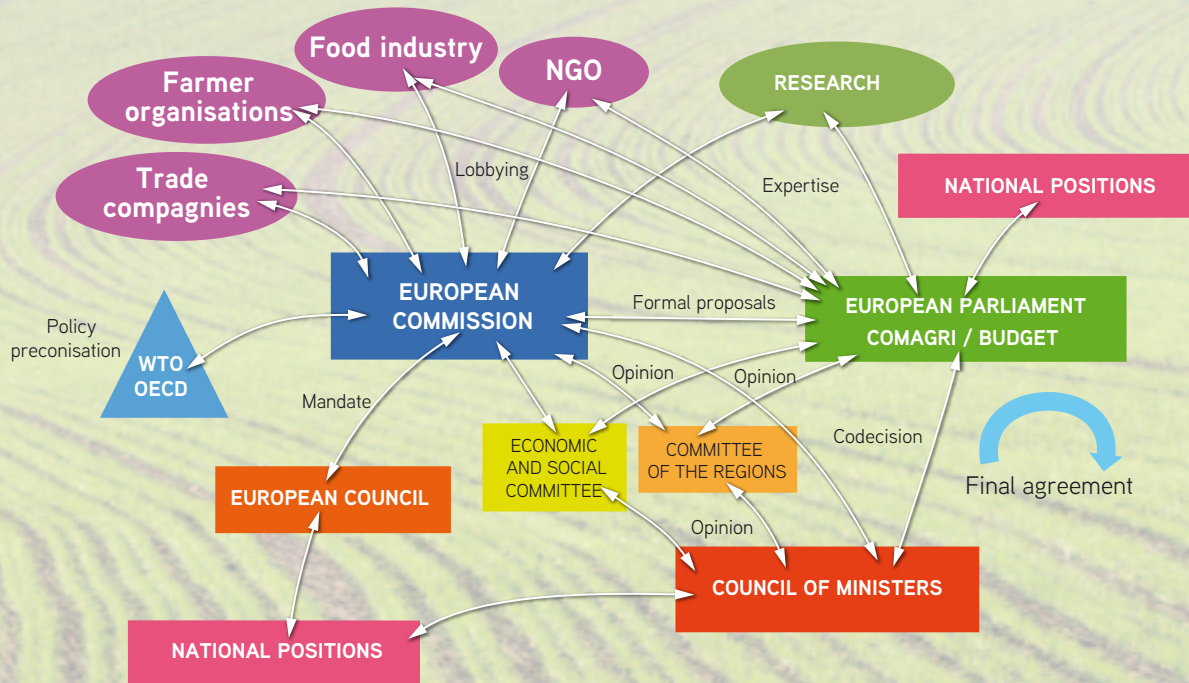 Food industry
NGO
RESEARCH
Farmer
organisations
Lobbying
Expertise
NATIONAL POSITIONS
Trade
compagnies
EUROPEAN
COMMISSION
Formal proposals
EUROPEAN PARLIAMENT
COMAGRI / BUDGET
Policy
preconisation
WTO
OECD
Mandate
Opinion
Opinion
ECONOMIC
AND SOCIAL
COMMITTEE
COMMITTEE
OF THE REGIONS
Codecision
Final agreement
EUROPEAN COUNCIL
Opinion
COUNCIL OF MINISTERS
NATIONAL POSITIONS